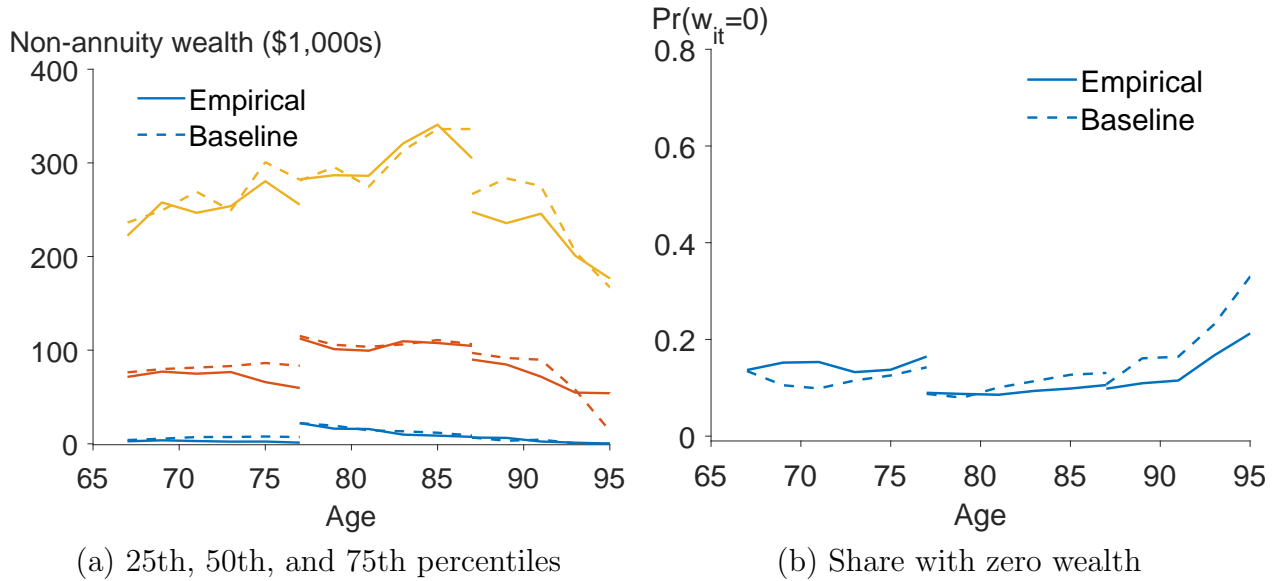 Non-annuity wealth ($1,000s)
400
300
200
100
0
65 70 75 80 85 90 95
Age
Empirical
Baseline
(a) 25th, 50th, and 75th percentiles
Pr(w_it=0)
0.8
0.6
0.4
0.2
0
65 70 75 80 85 90 95
Age
Empirical
Baseline
(b) Share with zero wealth